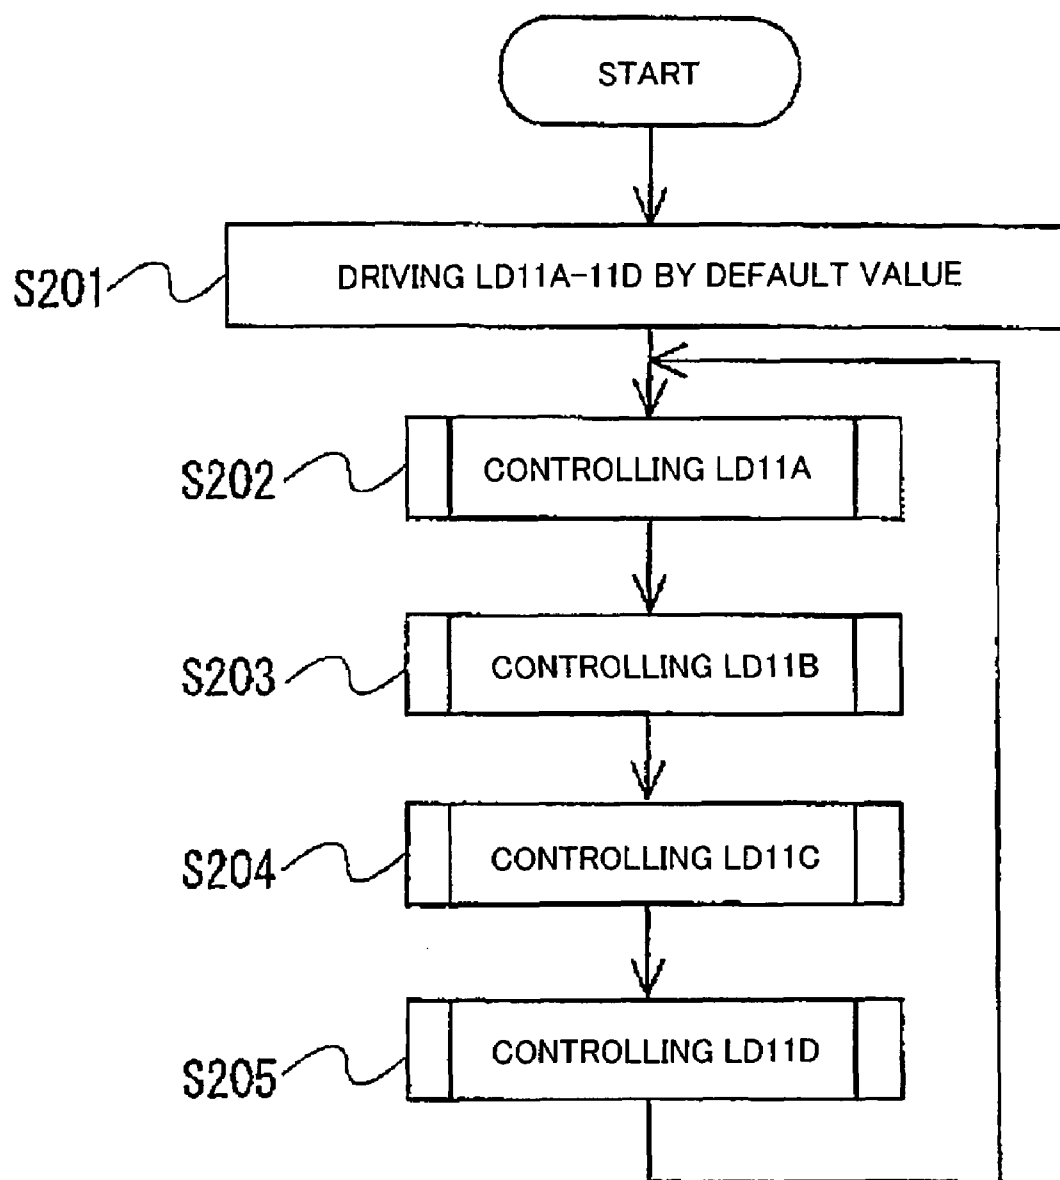 START
S201
DRIVING LD11A-11D BY DEFAULT VALUE
S202
CONTROLLING LD11A
S203
CONTROLLING LD11B
S204
CONTROLLING LD11C
S205
CONTROLLING LD11D